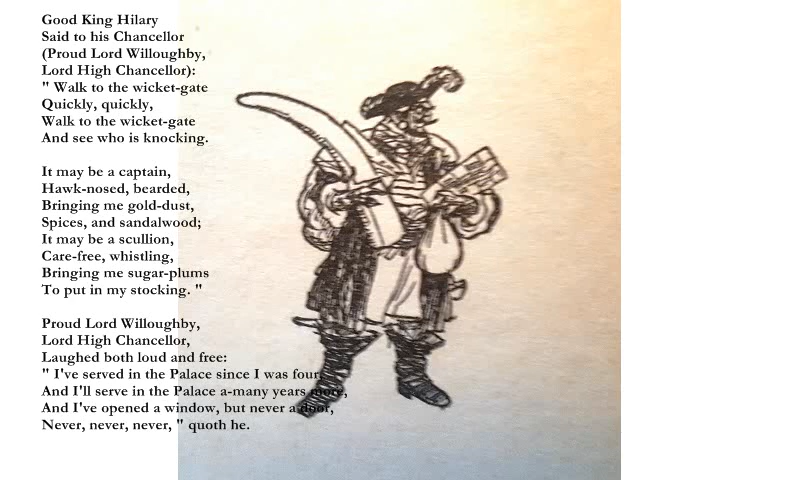 Good King Hilary
Said to his Chancellor
(Proud Lord Willoughby,
Lord High Chancellor):
" Walk to the wicket-gate
Quickly, quickly,
Walk to the wicket-gate
And see who is knocking.

It may be a captain,
Hawk-nosed, bearded,
Bringing me gold-dust,
Spices, and sandalwood;
It may be a scullion,
Care-free, whistling,
Bringing me sugar-plums
To put in my stocking. "

Proud Lord Willoughby,
Lord High Chancellor,
Laughed both loud and free:
" I've served in the Palace since I was four,
And I'll serve in the Palace a-many years more,
And I've opened a window, but never a door,
Never, never, never, " quoth he.